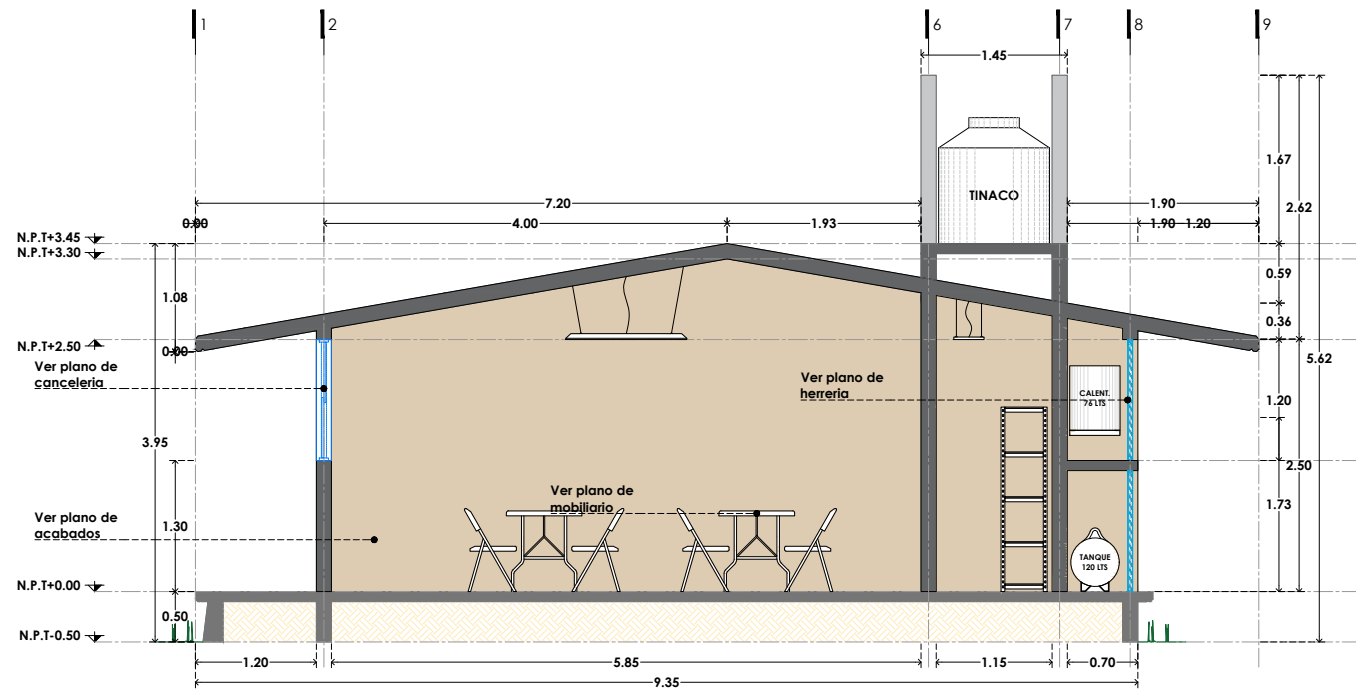 1
2
6
7
8
9
1.45
1.67
2.62
TINACO
7.20
1.90
0.00
4.00
1.93
1.90
1.20
N.P.T+3.45
N.P.T+3.30
0.59
1.08
0.36
N.P.T+2.50
0.00
5.62
Ver plano de
canceleria
Ver plano de
herreria
CALENT.
76 LTS
1.20
3.95
2.50
Ver plano de
mobiliario
1.73
Ver plano de
acabados
1.30
TANQUE
120 LTS
N.P.T+0.00
0.50
N.P.T-0.50
1.20
5.85
1.15
0.70
9.35